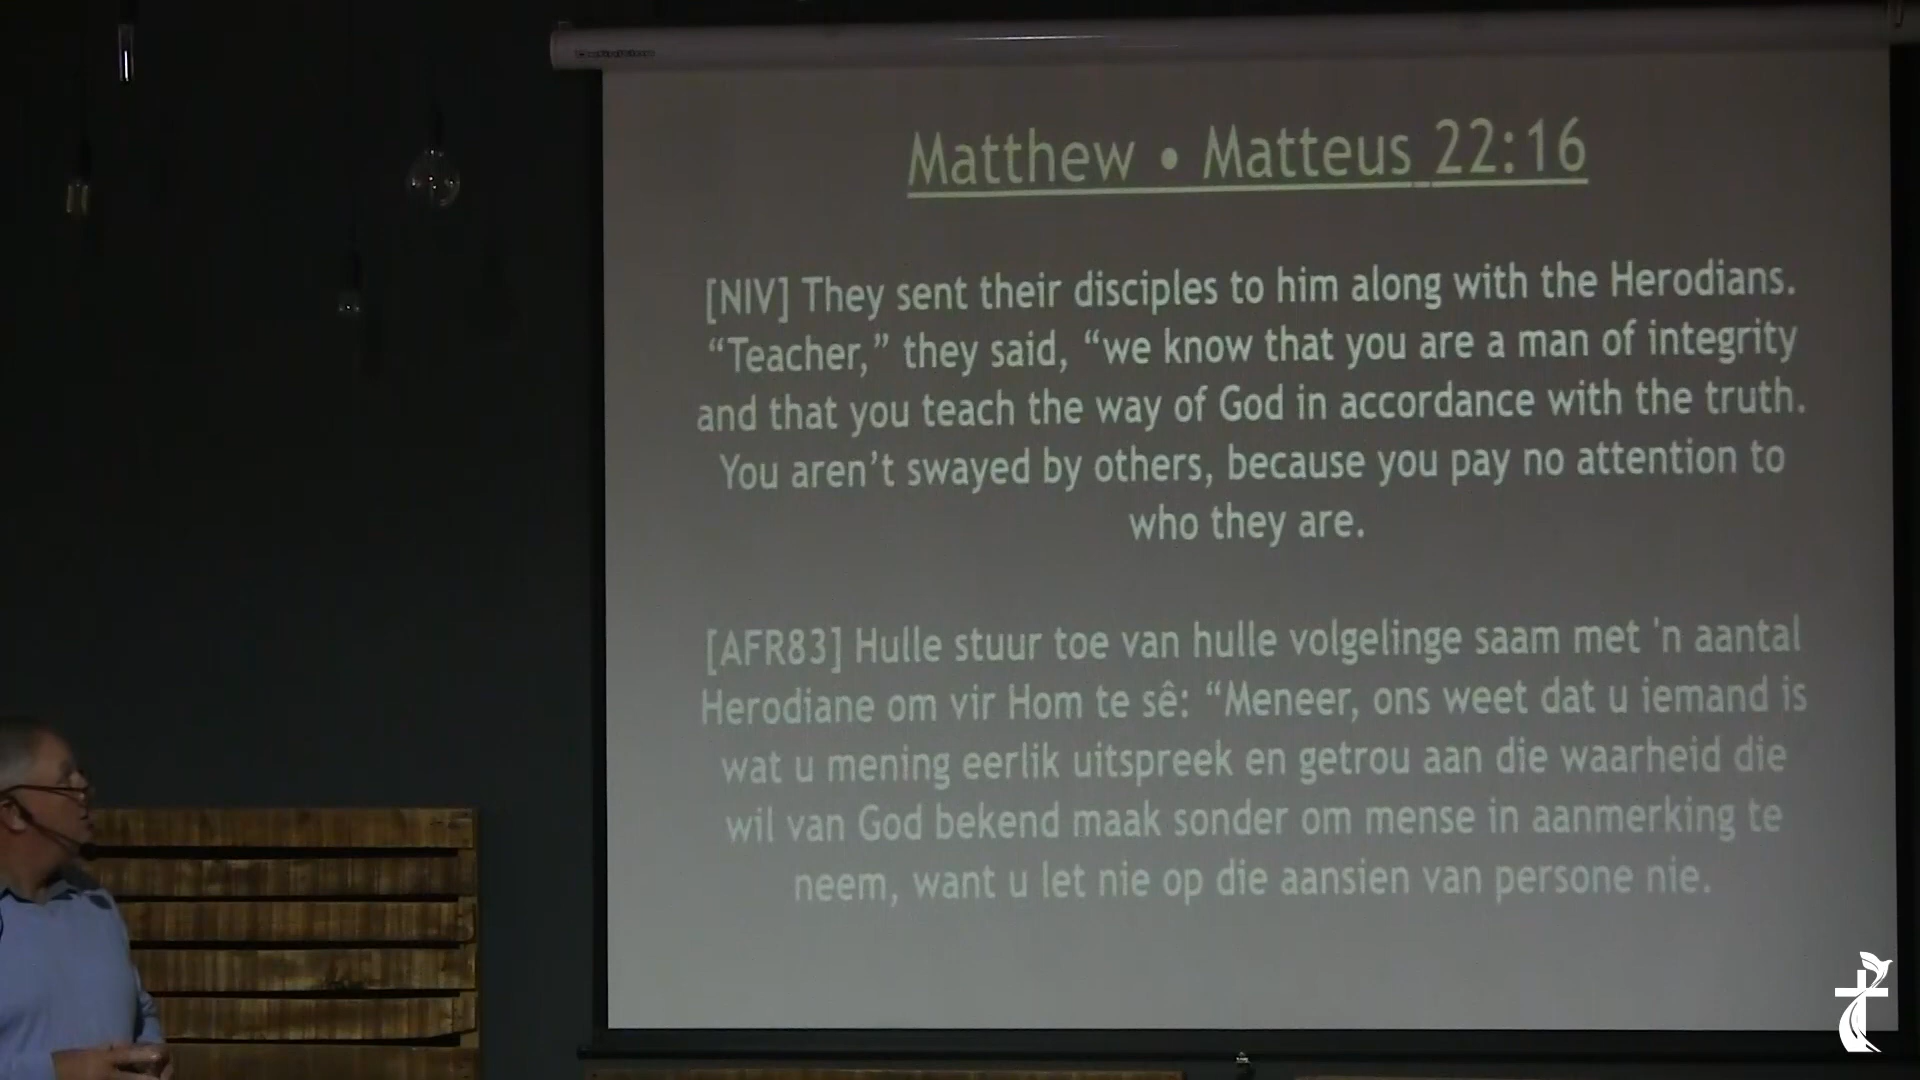 Matthew • Matteus 22:16
[NIV] They sent their disciples to him along with the Herodians.
“Teacher,” they said, “we know that you are a man of integrity
and that you teach the way of God in accordance with the truth.
You aren’t swayed by others, because you pay no attention to
who they are.
[AFR83] Hulle stuur toe van hulle volgelinge saam met 'n aantal
Herodiane om vir Hom te sê: “Meneer, ons weet dat u iemand is
wat u mening eerlik uitspreek en getrou aan die waarheid die
wil van God bekend maak sonder om mense in aanmerking te
neem, want u let nie op die aansien van persone nie.